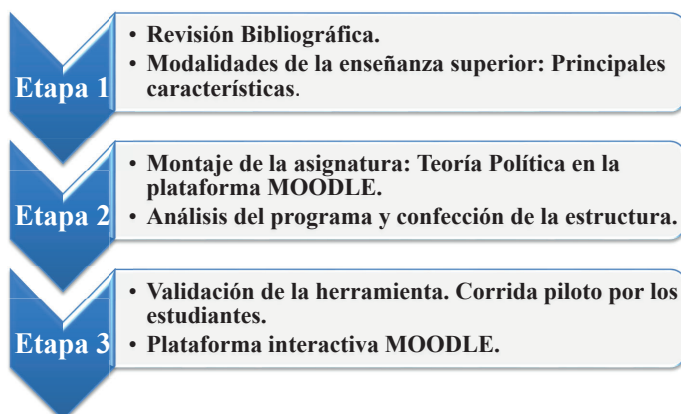 Etapa 1
• Revisión Bibliográfica.
• Modalidades de la enseñanza superior: Principales
características.
Etapa 2
• Montaje de la asignatura: Teoría Política en la
plataforma MOODLE.
• Análisis del programa y confección de la estructura.
Etapa 3
• Validación de la herramienta. Corrida piloto por los
estudiantes.
• Plataforma interactiva MOODLE.